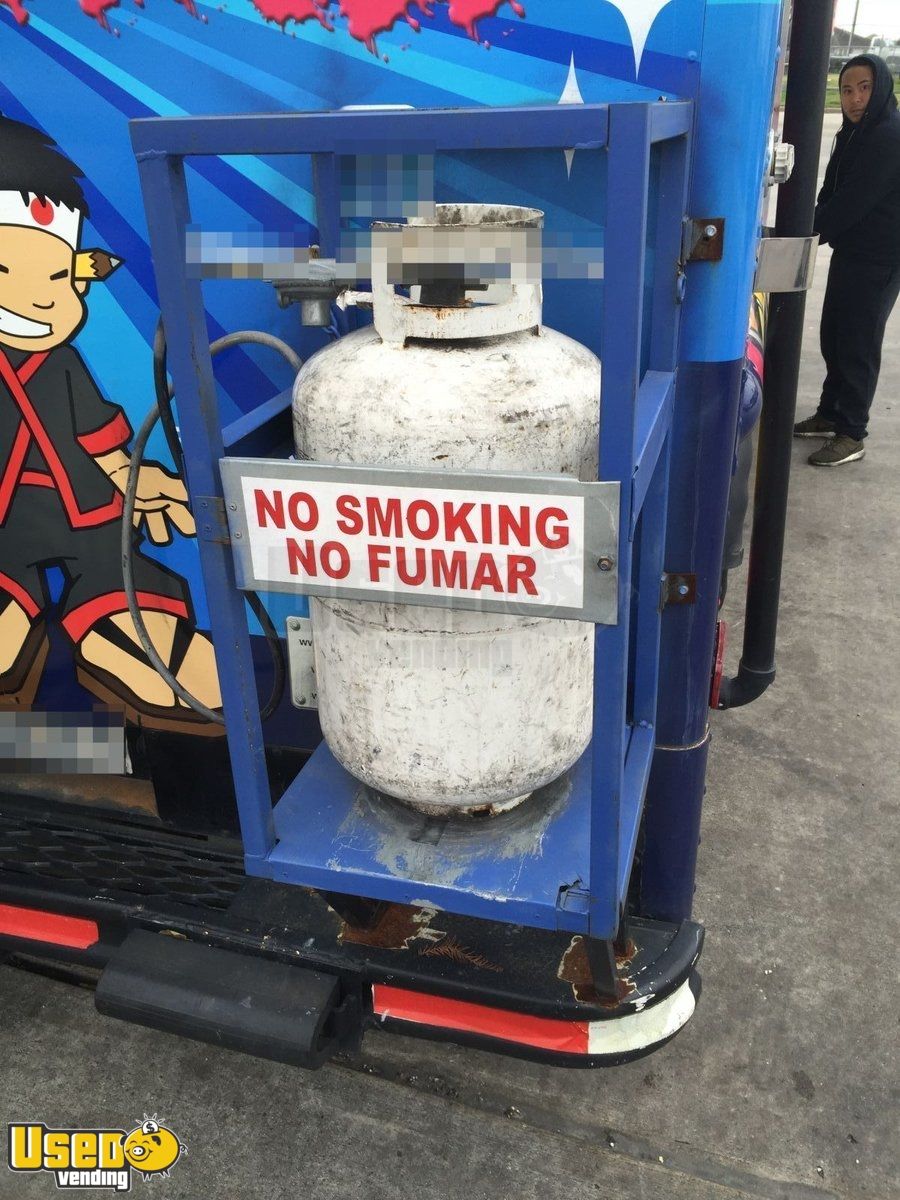 NO SMOKING
NO FUMAR
USED
vending